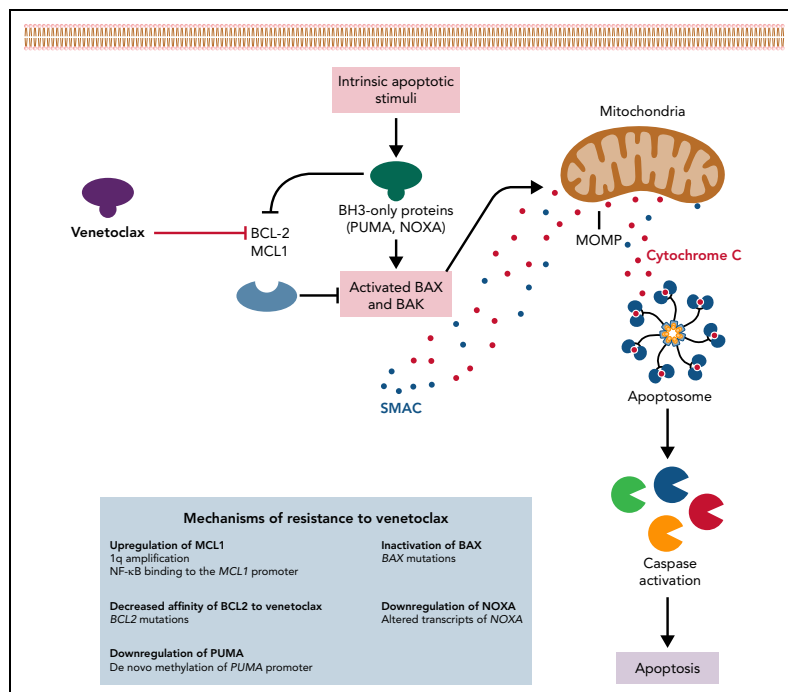 Intrinsic apoptotic
stimuli
Mitochondria
Venetoclax
BCL-2
MCL1
BH3-only proteins
(PUMA, NOXA)
MOMP
Cytochrome C
Activated BAX
and BAK
SMAC
Apoptosome
Caspase
activation
Apoptosis
Mechanisms of resistance to venetoclax
Upregulation of MCL1
1q amplification
NF-κB binding to the MCL1 promoter
Decreased affinity of BCL2 to venetoclax
BCL2 mutations
Downregulation of PUMA
De novo methylation of PUMA promoter
Inactivation of BAX
BAX mutations
Downregulation of NOXA
Altered transcripts of NOXA